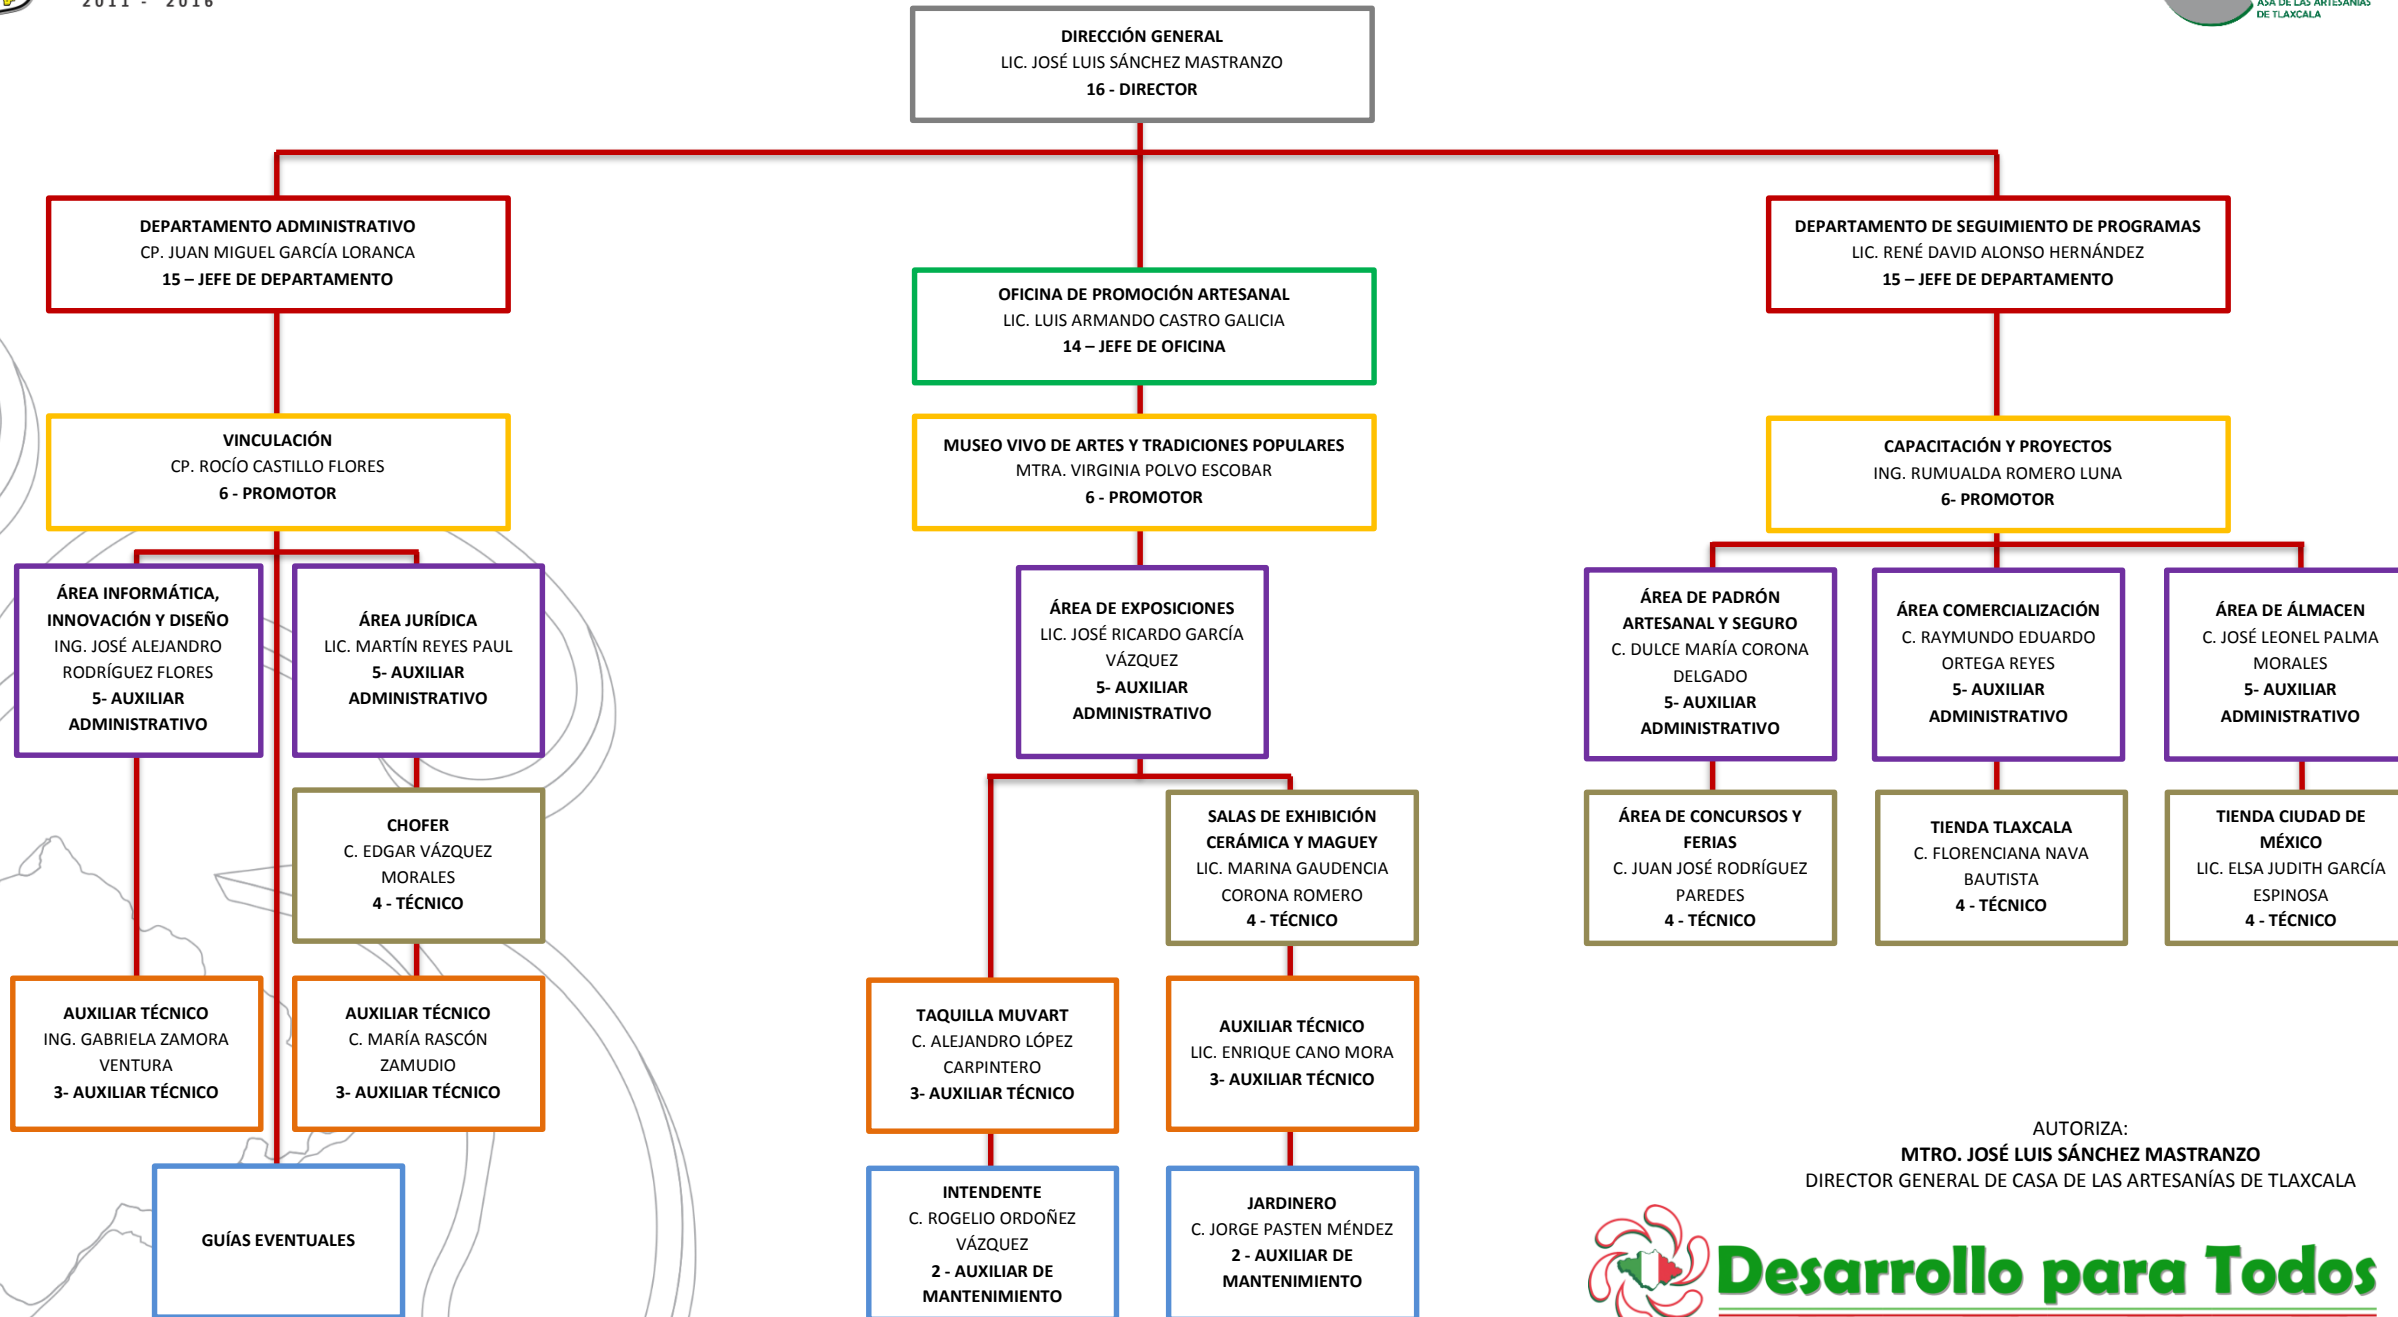 2011 - 2016
ASA DE LAS ARTESANÍAS
DE TLAXCALA
DIRECCIÓN GENERAL
LIC. JOSÉ LUIS SÁNCHEZ MASTRANZO
16 - DIRECTOR
DEPARTAMENTO ADMINISTRATIVO
CP. JUAN MIGUEL GARCÍA LORANCA
15 – JEFE DE DEPARTAMENTO
OFICINA DE PROMOCIÓN ARTESANAL
LIC. LUIS ARMANDO CASTRO GALICIA
14 – JEFE DE OFICINA
DEPARTAMENTO DE SEGUIMIENTO DE PROGRAMAS
LIC. RENÉ DAVID ALONSO HERNÁNDEZ
15 – JEFE DE DEPARTAMENTO
VINCULACIÓN
CP. ROCÍO CASTILLO FLORES
6 - PROMOTOR
MUSEO VIVO DE ARTES Y TRADICIONES POPULARES
MTRA. VIRGINIA POLVO ESCOBAR
6 - PROMOTOR
CAPACITACIÓN Y PROYECTOS
ING. RUMUALDA ROMERO LUNA
6- PROMOTOR
ÁREA INFORMÁTICA,
INNOVACIÓN Y DISEÑO
ING. JOSÉ ALEJANDRO
RODRÍGUEZ FLORES
5- AUXILIAR
ADMINISTRATIVO
ÁREA JURÍDICA
LIC. MARTÍN REYES PAUL
5- AUXILIAR
ADMINISTRATIVO
ÁREA DE EXPOSICIONES
LIC. JOSÉ RICARDO GARCÍA
VÁZQUEZ
5- AUXILIAR
ADMINISTRATIVO
ÁREA DE PADRÓN
ARTESANAL Y SEGURO
C. DULCE MARÍA CORONA
DELGADO
5- AUXILIAR
ADMINISTRATIVO
ÁREA COMERCIALIZACIÓN
C. RAYMUNDO EDUARDO
ORTEGA REYES
5- AUXILIAR
ADMINISTRATIVO
ÁREA DE ÁLMACEN
C. JOSÉ LEONEL PALMA
MORALES
5- AUXILIAR
ADMINISTRATIVO
CHOFER
C. EDGAR VÁZQUEZ
MORALES
4 - TÉCNICO
SALAS DE EXHIBICIÓN
CERÁMICA Y MAGUEY
LIC. MARINA GAUDENCIA
CORONA ROMERO
4 - TÉCNICO
ÁREA DE CONCURSOS Y
FERIAS
C. JUAN JOSÉ RODRÍGUEZ
PAREDES
4 - TÉCNICO
TIENDA TLAXCALA
C. FLORENCIANA NAVA
BAUTISTA
4 - TÉCNICO
TIENDA CIUDAD DE
MÉXICO
LIC. ELSA JUDITH GARCÍA
ESPINOSA
4 - TÉCNICO
AUXILIAR TÉCNICO
ING. GABRIELA ZAMORA
VENTURA
3- AUXILIAR TÉCNICO
AUXILIAR TÉCNICO
C. MARÍA RASCÓN
ZAMUDIO
3- AUXILIAR TÉCNICO
TAQUILLA MUVART
C. ALEJANDRO LÓPEZ
CARPINTERO
3- AUXILIAR TÉCNICO
AUXILIAR TÉCNICO
LIC. ENRIQUE CANO MORA
3- AUXILIAR TÉCNICO
GUÍAS EVENTUALES
INTENDENTE
C. ROGELIO ORDOÑEZ
VÁZQUEZ
2 - AUXILIAR DE
MANTENIMIENTO
JARDINERO
C. JORGE PASTEN MÉNDEZ
2 - AUXILIAR DE
MANTENIMIENTO
AUTORIZA:
MTRO. JOSÉ LUIS SÁNCHEZ MASTRANZO
DIRECTOR GENERAL DE CASA DE LAS ARTESANÍAS DE TLAXCALA
Desarrollo para Todos